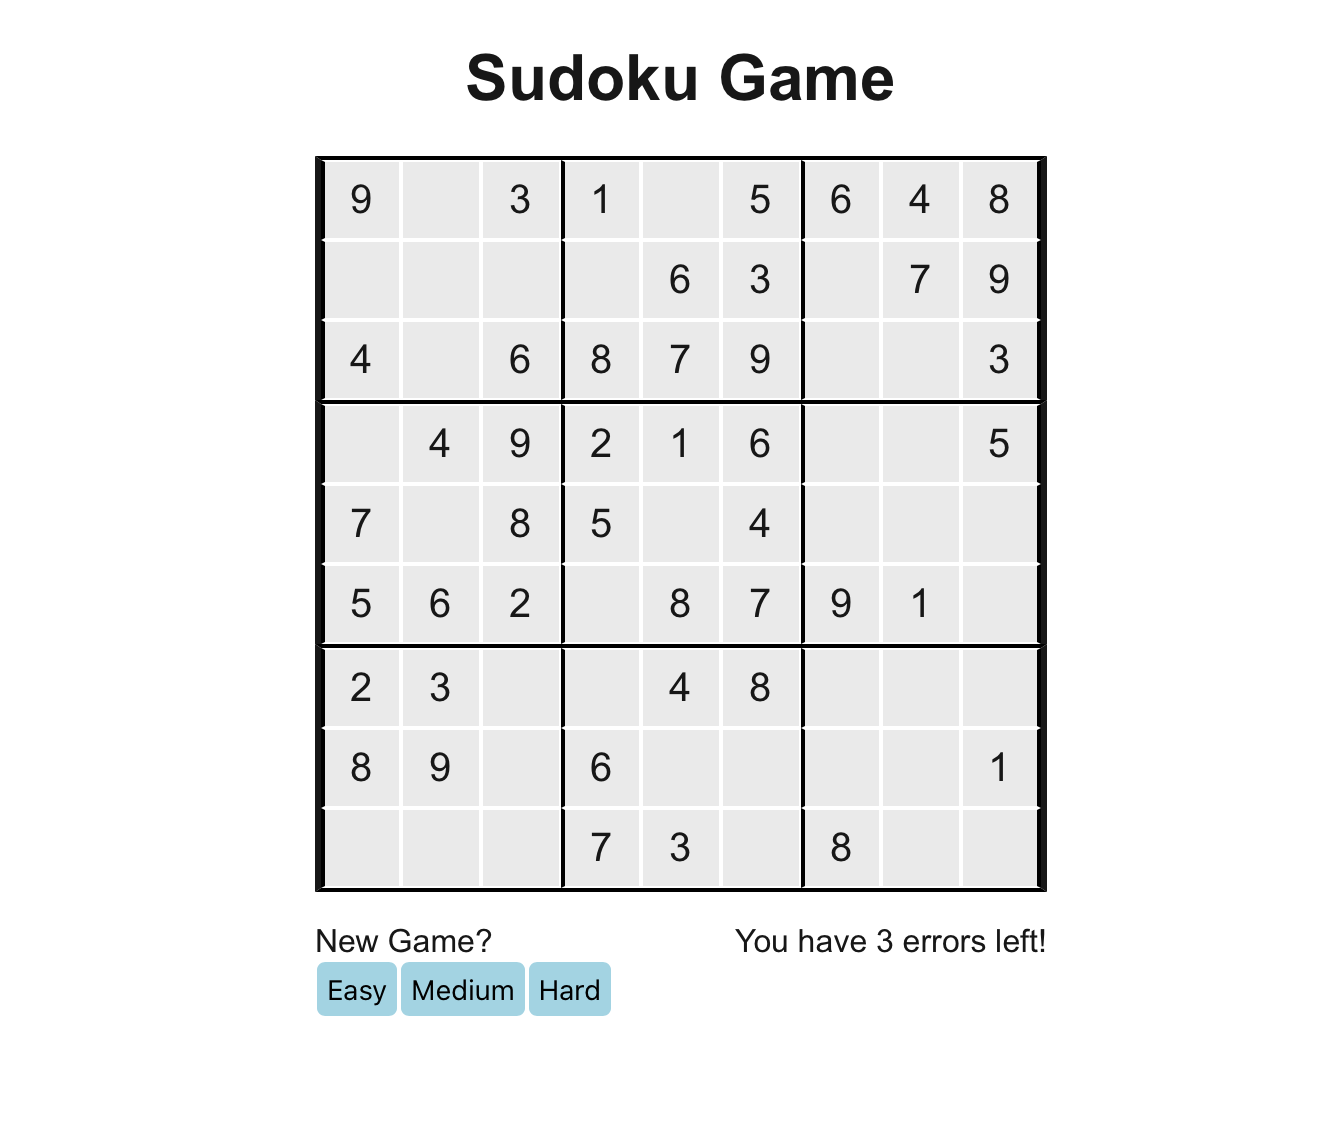 Sudoku Game
9 3 1 5 6 4 8
6 3 7 9
4 6 8 7 9 3
4 9 2 1 6 5
7 8 5 4
5 6 2 8 7 9 1
2 3 4 8
8 9 6 1
7 3 8
New Game? You have 3 errors left!
Easy Medium Hard